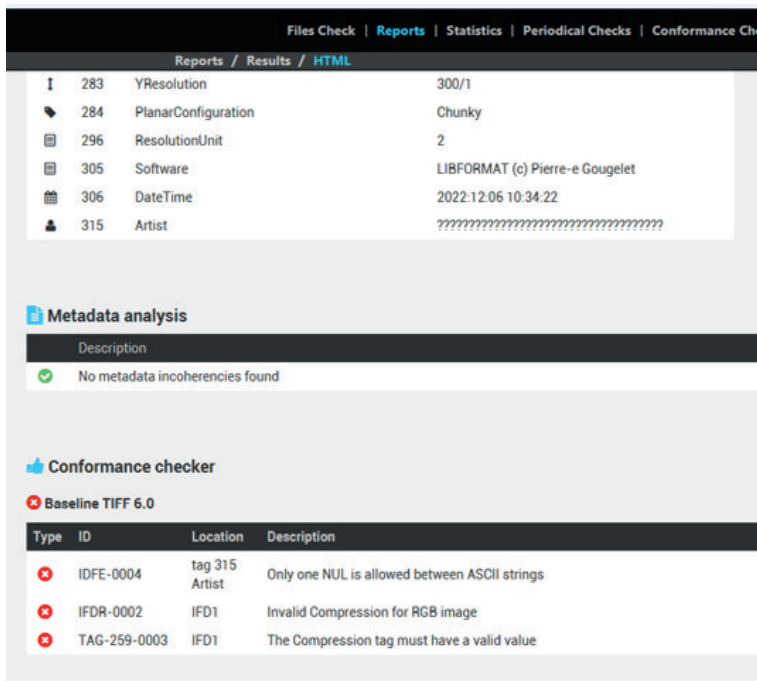 Files Check | Reports | Statistics | Periodical Checks | Conformance Che
Reports / Results / HTML
283 YResolution 300/1
284 PlanarConfiguration Chunky
296 ResolutionUnit 2
305 Software LIBFORMAT (c) Pierre-e Gougelet
306 DateTime 2022:12:06 10:34:22
315 Artist ????????????????????????????????????
Metadata analysis
Description
No metadata incoherencies found
Conformance checker
Baseline TIFF 6.0
Type ID Location Description
IDFE-0004 tag 315 Artist Only one NUL is allowed between ASCII strings
IFDR-0002 IFD1 Invalid Compression for RGB image
TAG-259-0003 IFD1 The Compression tag must have a valid value